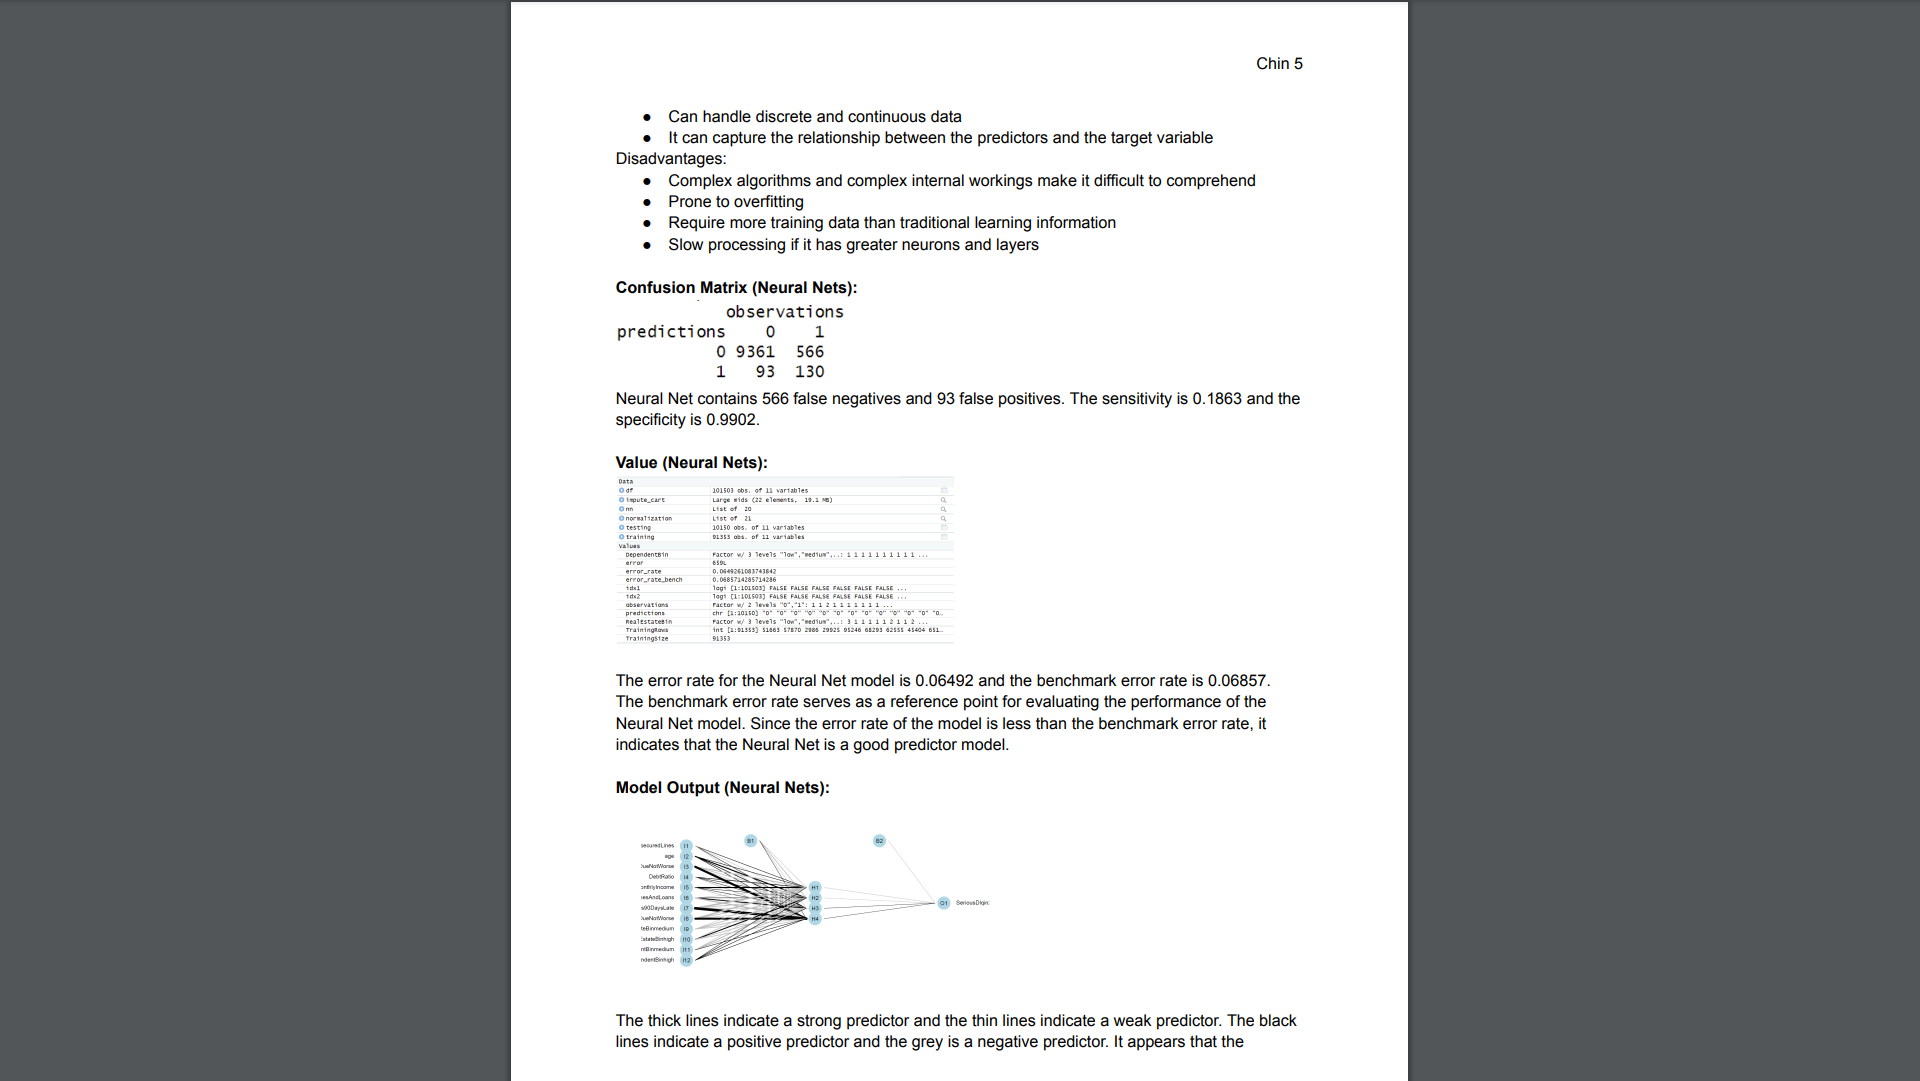 Chin 5
● Can handle discrete and continuous data
● It can capture the relationship between the predictors and the target variable
Disadvantages:
● Complex algorithms and complex internal workings make it difficult to comprehend
● Prone to overfitting
● Require more training data than traditional learning information
● Slow processing if it has greater neurons and layers
Confusion Matrix (Neural Nets):
observations
predictions 0 1
0 9361 566
1 93 130
Neural Net contains 566 false negatives and 93 false positives. The sensitivity is 0.1863 and the
specificity is 0.9902.
Value (Neural Nets):
Data
df 101503 obs. of 11 variables
impute_cart Large mids (22 elements, 19.1 MB)
nn List of 20
normalization List of 21
testing 10150 obs. of 11 variables
training 91353 obs. of 11 variables
values
DependentBin Factor w/ 3 levels "low","medium",..: 1 1 1 1 1 1 1 1 1 1 ...
error 659L
error_rate 0.0649261083743842
error_rate_bench 0.0685714285714286
idx1 logi [1:101503] FALSE FALSE FALSE FALSE FALSE FALSE ...
idx2 logi [1:101503] FALSE FALSE FALSE FALSE FALSE FALSE ...
observations Factor w/ 2 levels "0","1": 1 1 2 1 1 1 1 1 1 1 ...
predictions chr [1:10150] "0" "0" "0" "0" "0" "0" "0" "0" "0" "0" "0" "0…
RealEstateBin Factor w/ 3 levels "low","medium",..: 3 1 1 1 1 1 2 1 1 2 ...
TrainingRows int [1:91353] 51663 57870 2986 29925 95246 68293 62555 45404 651…
TrainingSize 91353
The error rate for the Neural Net model is 0.06492 and the benchmark error rate is 0.06857.
The benchmark error rate serves as a reference point for evaluating the performance of the
Neural Net model. Since the error rate of the model is less than the benchmark error rate, it
indicates that the Neural Net is a good predictor model.
Model Output (Neural Nets):
B1 B2
securedLines I1
age I2
ueNotWorse I3
DebtRatio I4
onthlyIncome I5
esAndLoans I6
s90DaysLate I7
ueNotWorse I8
teBinmedium I9
stateBinhigh I10
ntBinmedium I11
ndentBinhigh I12
H1
H2
H3
H4
O1 SeriousDlqin
The thick lines indicate a strong predictor and the thin lines indicate a weak predictor. The black
lines indicate a positive predictor and the grey is a negative predictor. It appears that the